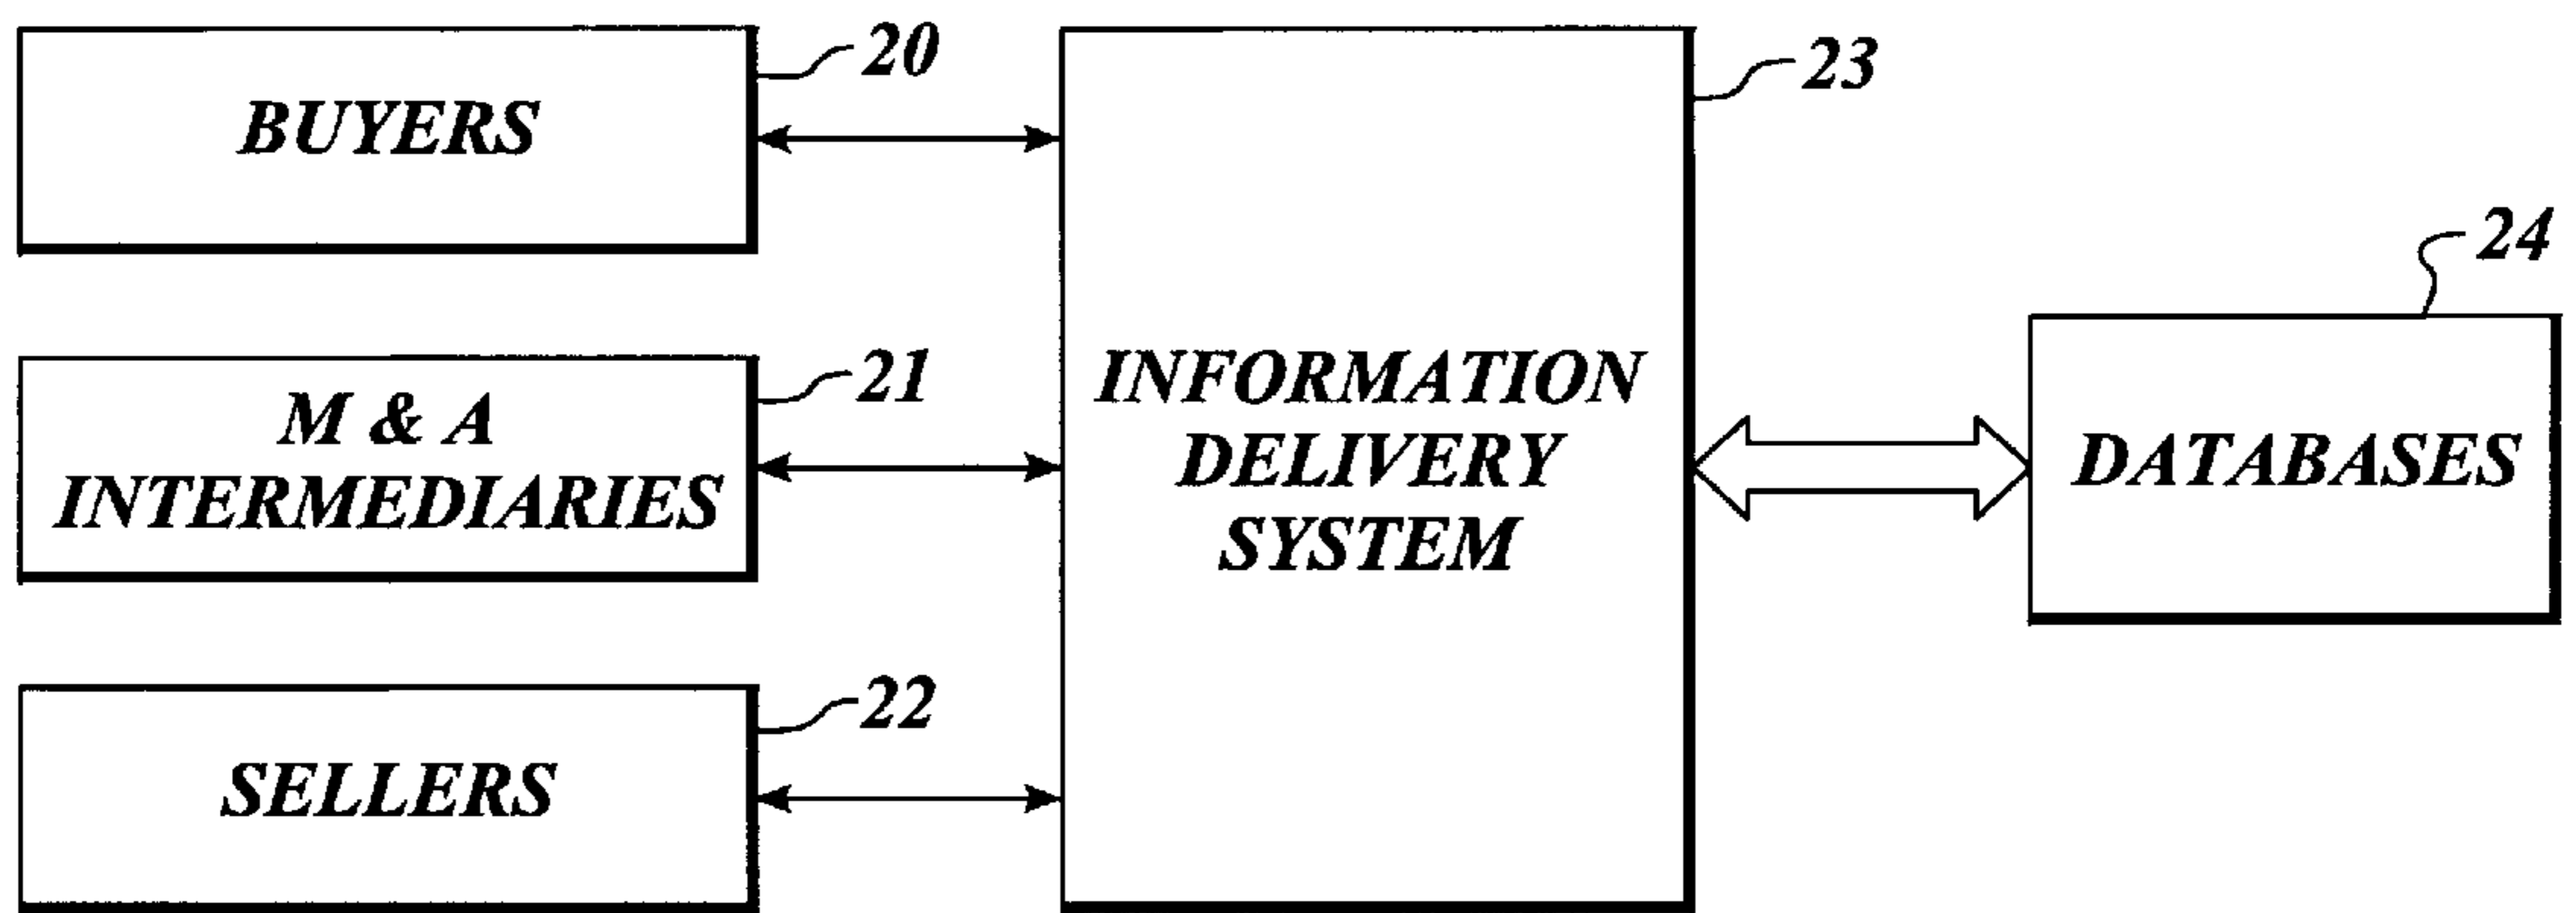 20
BUYERS
21
M & A
INTERMEDIARIES
22
SELLERS
23
INFORMATION
DELIVERY
SYSTEM
24
DATABASES